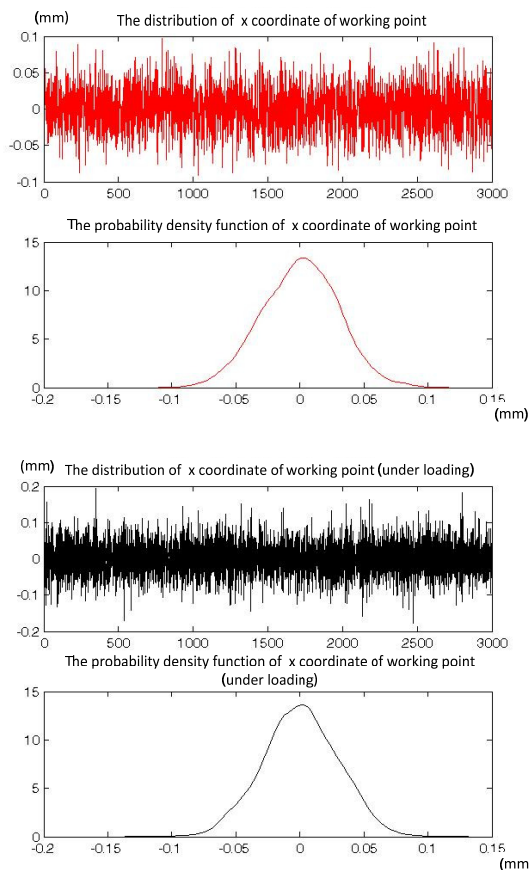 (mm)
The distribution of x coordinate of working point
0.1
0.05
0
-0.05
-0.1
0 500 1000 1500 2000 2500 3000
The probability density function of x coordinate of working point
15
10
5
0
-0.2 -0.1 -0.05 0 0.05 0.1 0.15
(mm)
(mm)
The distribution of x coordinate of working point (under loading)
0.2
0.1
0
-0.1
-0.2
0 500 1000 1500 2000 2500 3000
The probability density function of x coordinate of working point
(under loading)
15
10
5
0
-0.2 -0.1 -0.05 0 0.05 0.1 0.15
(mm